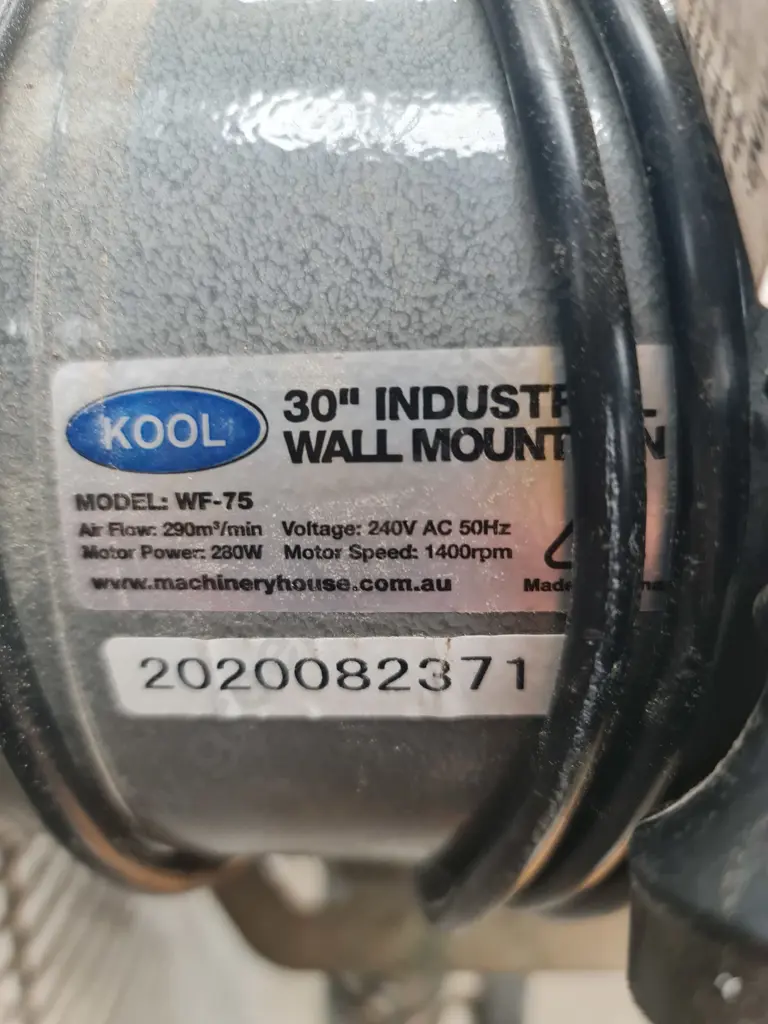 KOOL
30" INDUSTR L
WALL MOUNT N
MODEL: WF-75
Air Flow: 290m³/min Voltage: 240V AC 50Hz
Motor Power: 280W Motor Speed: 1400rpm
www.machineryhouse.com.au Made
2020082371